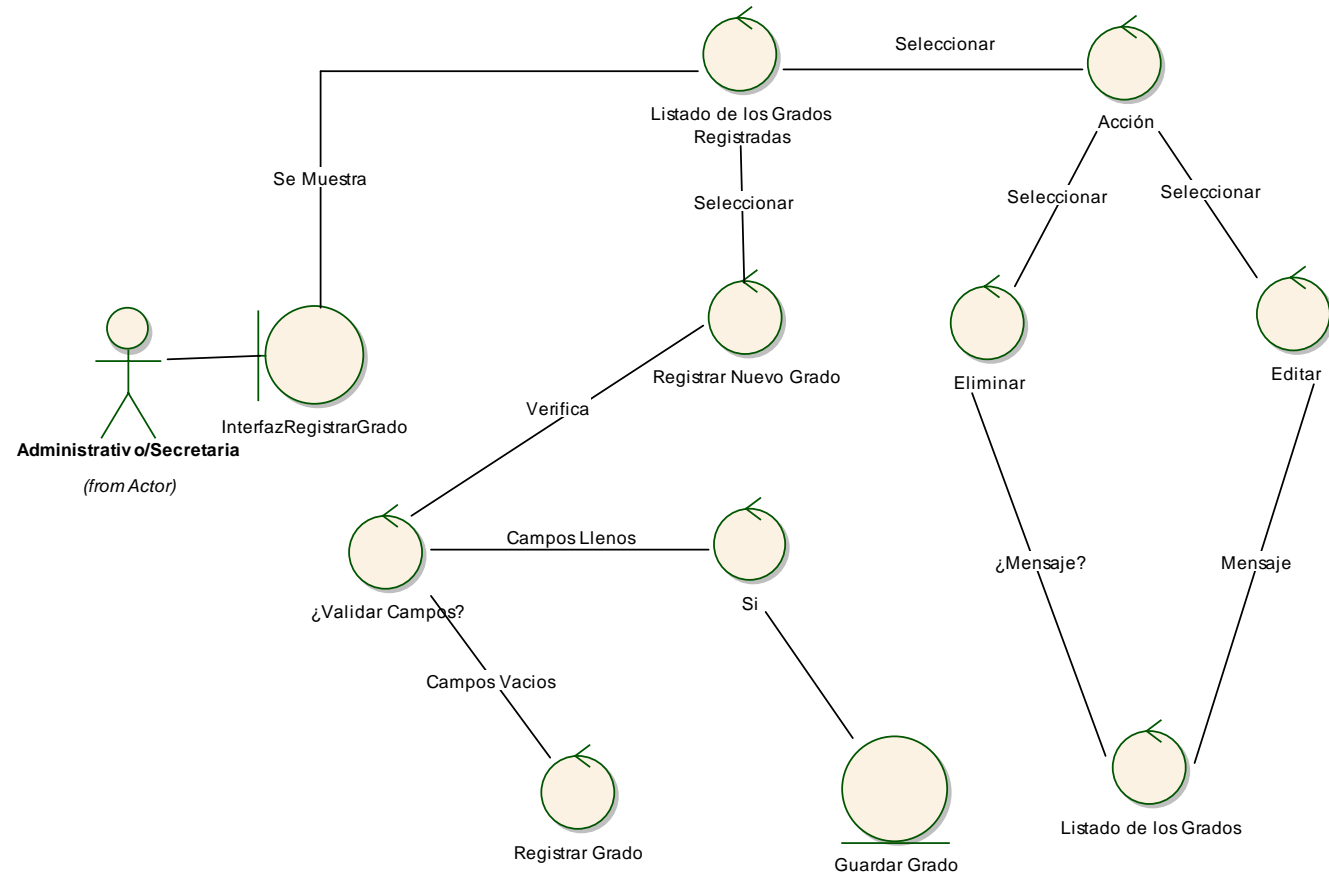 Seleccionar
Listado de los Grados
Registradas
Acción
Se Muestra
Seleccionar
Seleccionar
Seleccionar
Registrar Nuevo Grado
Eliminar
Editar
InterfazRegistrarGrado
Administrativo/Secretaria
(from Actor)
Verifica
Campos Llenos
¿Mensaje?
Mensaje
¿Validar Campos?
Si
Campos Vacios
Registrar Grado
Guardar Grado
Listado de los Grados